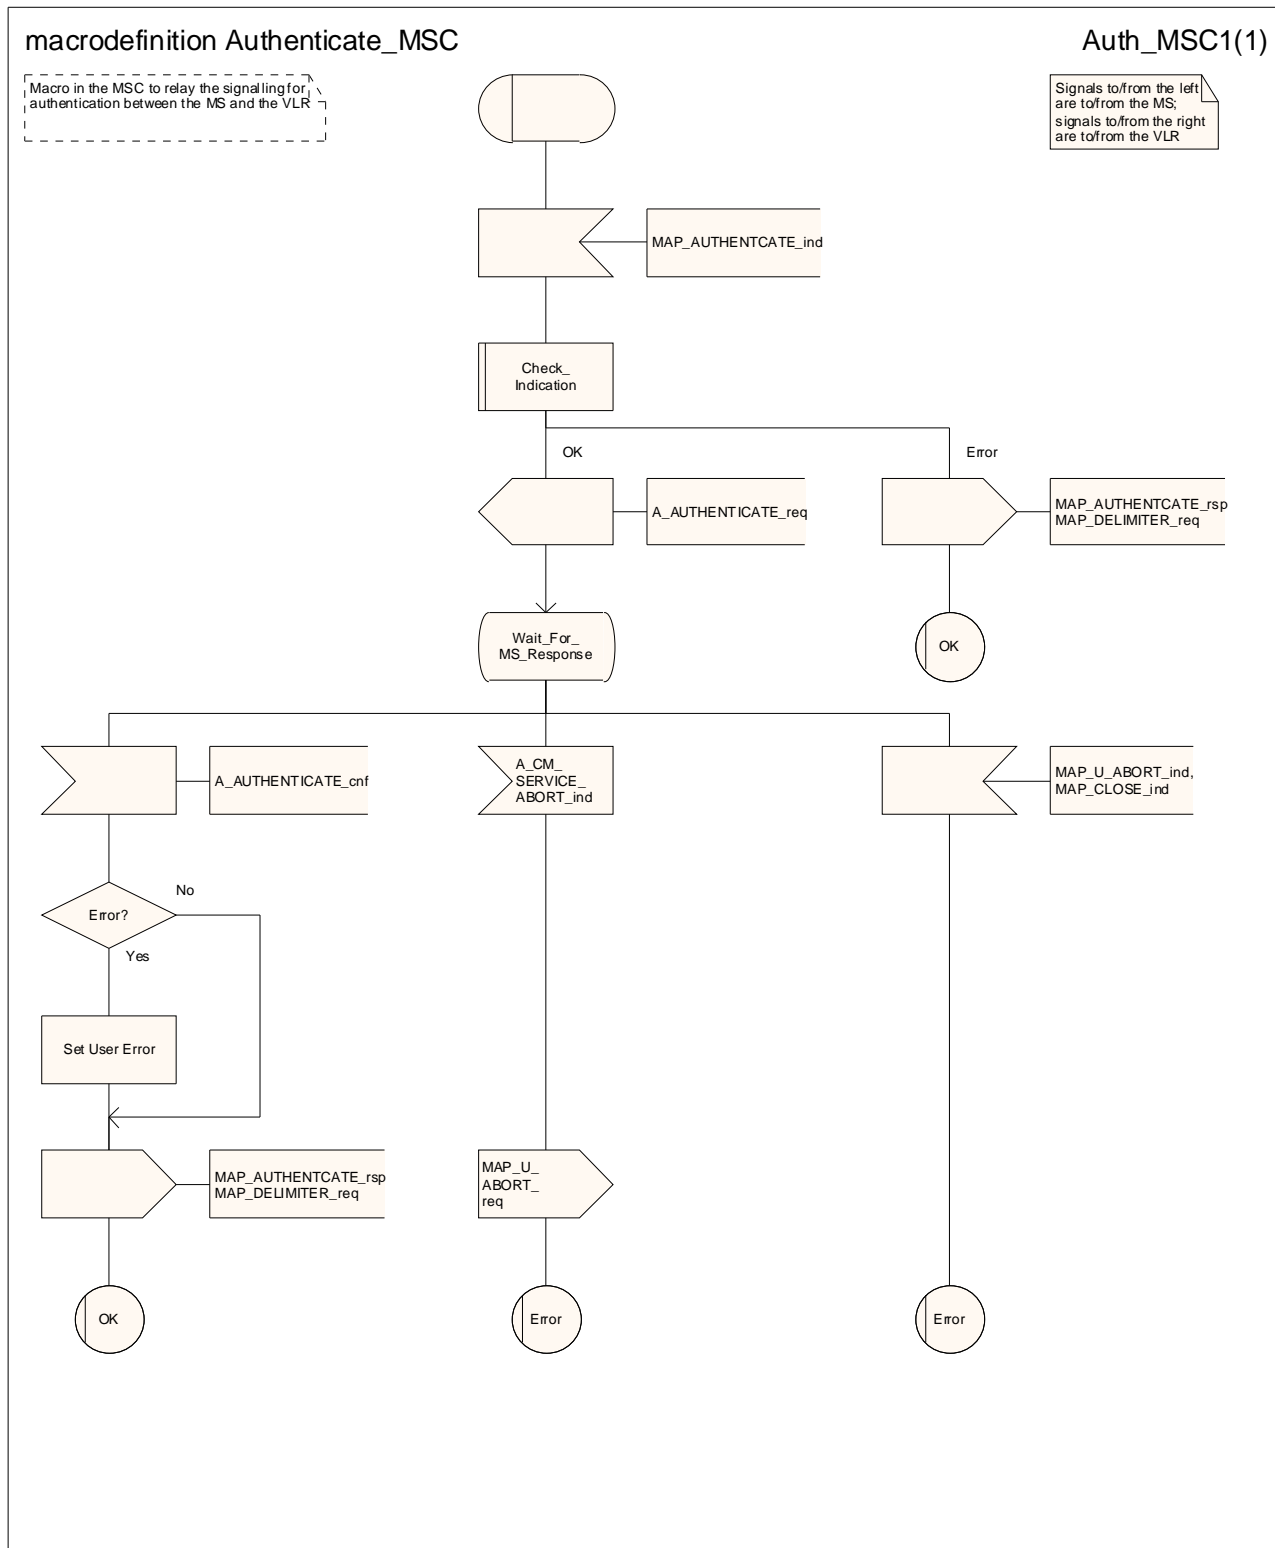 macrodefinition Authenticate_MSC
Auth_MSC1(1)
Macro in the MSC to relay the signalling for
authentication between the MS and the VLR
Signals to/from the left
are to/from the MS;
signals to/from the right
are to/from the VLR
MAP_AUTHENTCATE_ind
Check_
Indication
OK
Error
A_AUTHENTICATE_req
MAP_AUTHENTCATE_rsp
MAP_DELIMITER_req
Wait_For_
MS_Response
OK
A_AUTHENTICATE_cnf
A_CM_
SERVICE_
ABORT_ind
MAP_U_ABORT_ind,
MAP_CLOSE_ind
No
Error?
Yes
Set User Error
MAP_AUTHENTCATE_rsp
MAP_DELIMITER_req
MAP_U_
ABORT_
req
OK
Error
Error